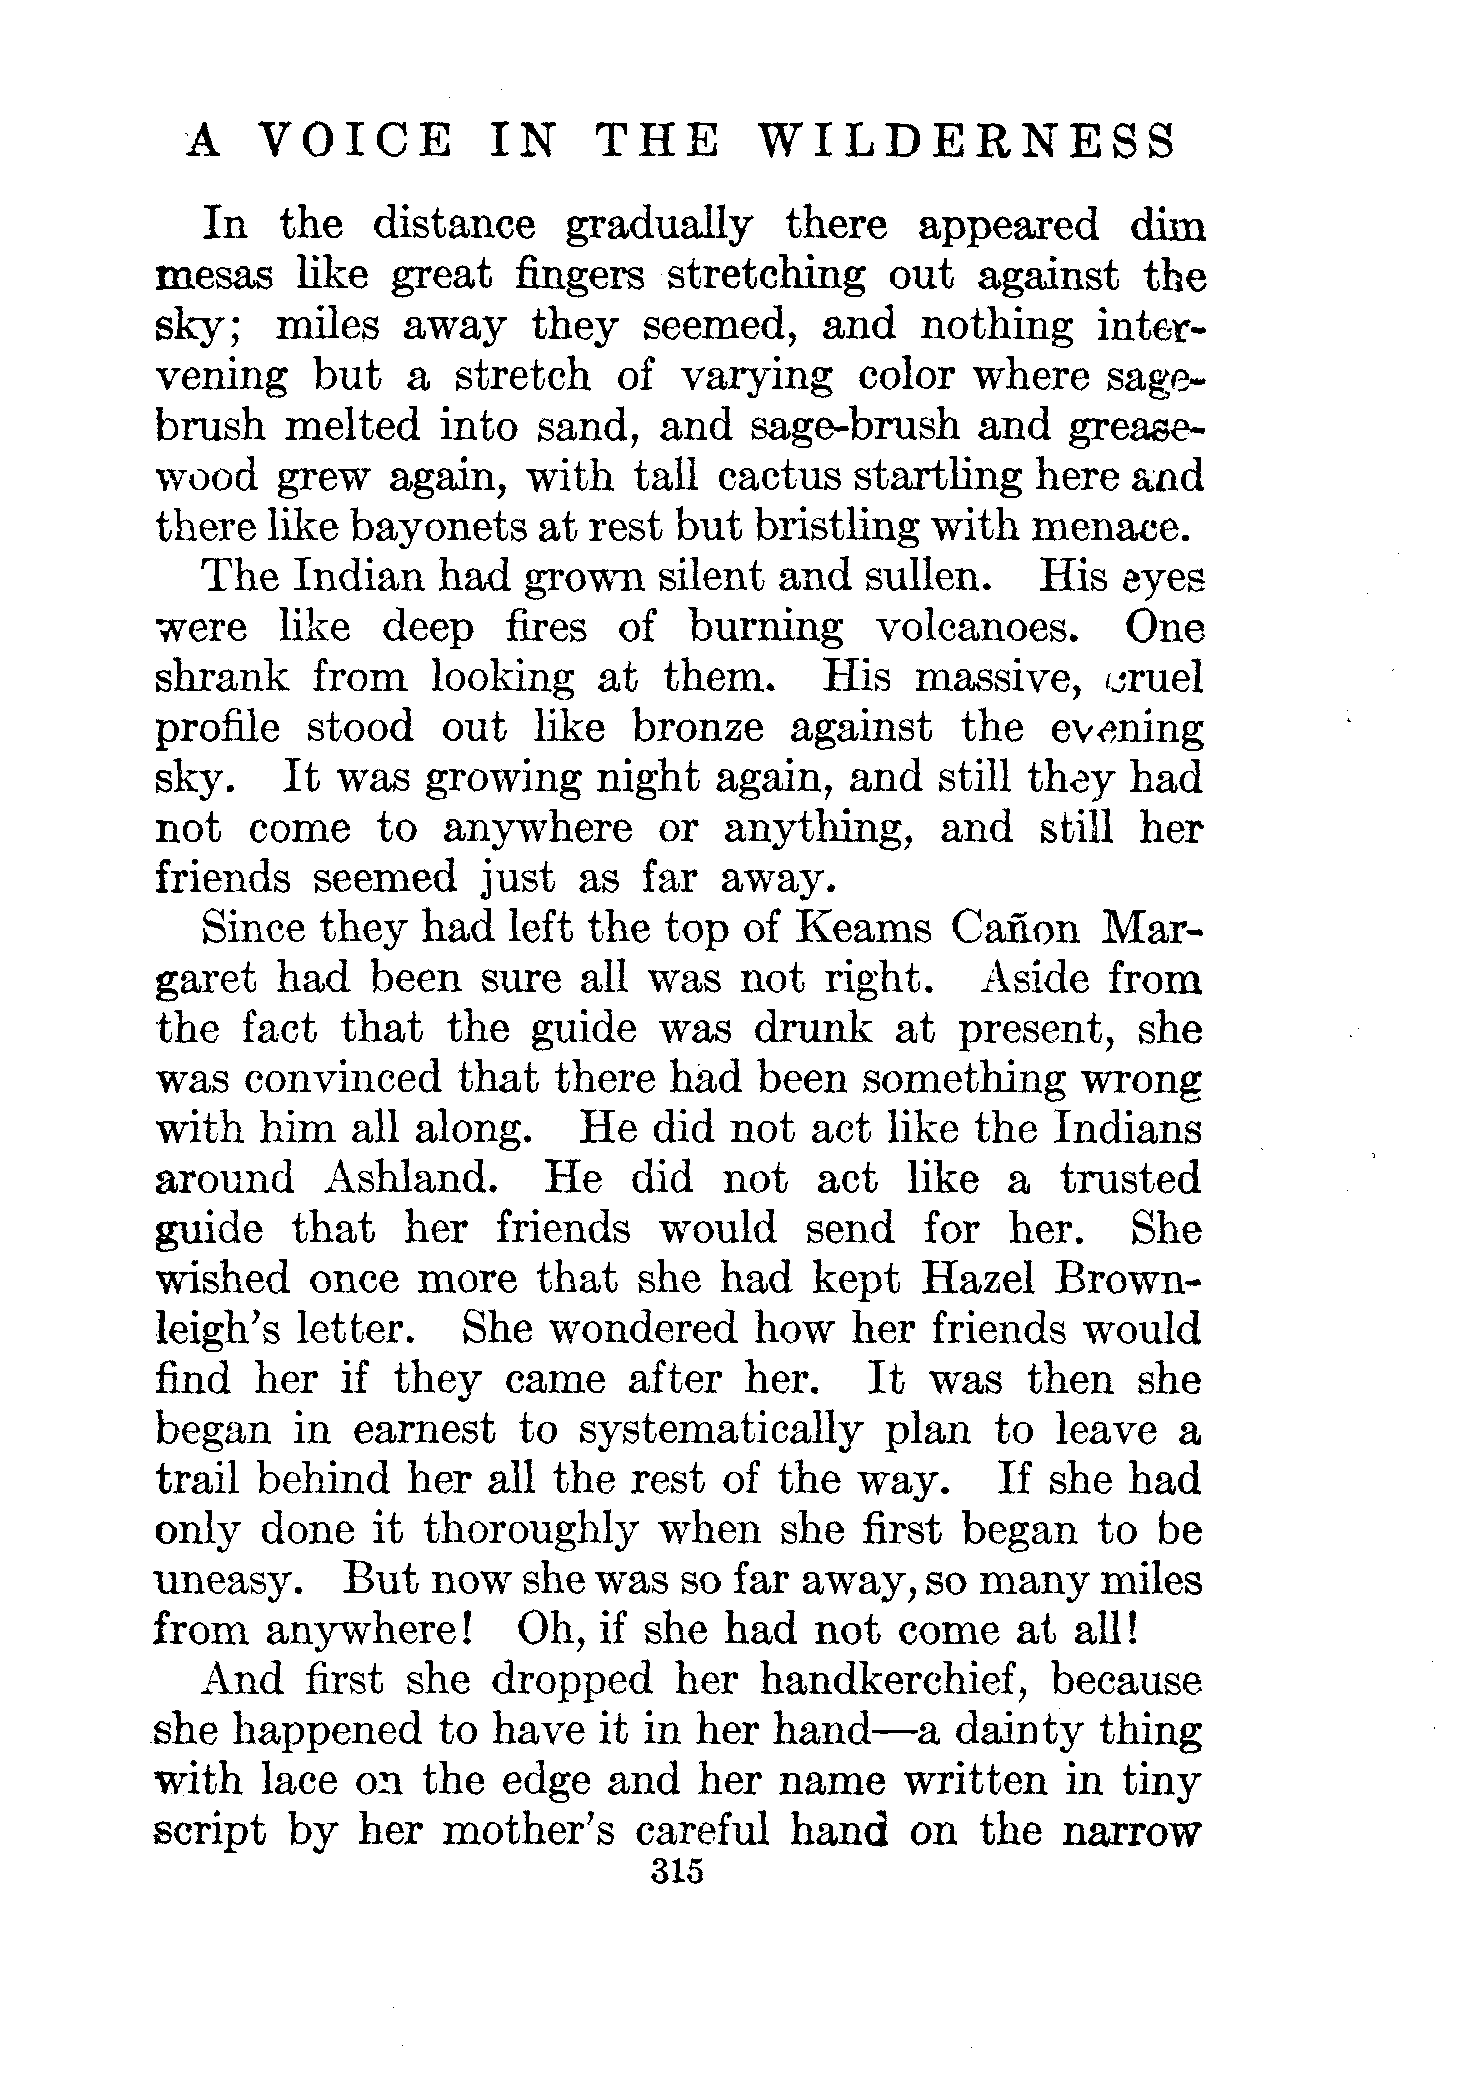 A VOICE IN THE WILDERNESS
In the distance gradually there appeared dim
mesas like great fingers stretching out against the
sky; miles away they seemed, and nothing inter-
vening but a stretch of varying color where sage-
brush melted into sand, and sage-brush and grease-
wood grew again, with tall cactus startling here and
there like bayonets at rest but bristling with menace.
The Indian had grown silent and sullen. His eyes
were like deep fires of burning volcanoes. One
shrank from looking at them. His massive, cruel
profile stood out like bronze against the evening
sky. It was growing night again, and still they had
not come to anywhere or anything, and still her
friends seemed just as far away.
Since they had left the top of Keams Cañon Mar-
garet had been sure all was not right. Aside from
the fact that the guide was drunk at present, she
was convinced that there had been something wrong
with him all along. He did not act like the Indians
around Ashland. He did not act like a trusted
guide that her friends would send for her. She
wished once more that she had kept Hazel Brown-
leigh's letter. She wondered how her friends would
find her if they came after her. It was then she
began in earnest to systematically plan to leave a
trail behind her all the rest of the way. If she had
only done it thoroughly when she first began to be
uneasy. But now she was so far away, so many miles
from anywhere! Oh, if she had not come at all!
And first she dropped her handkerchief, because
she happened to have it in her hand—a dainty thing
with lace on the edge and her name written in tiny
script by her mother's careful hand on the narrow
315